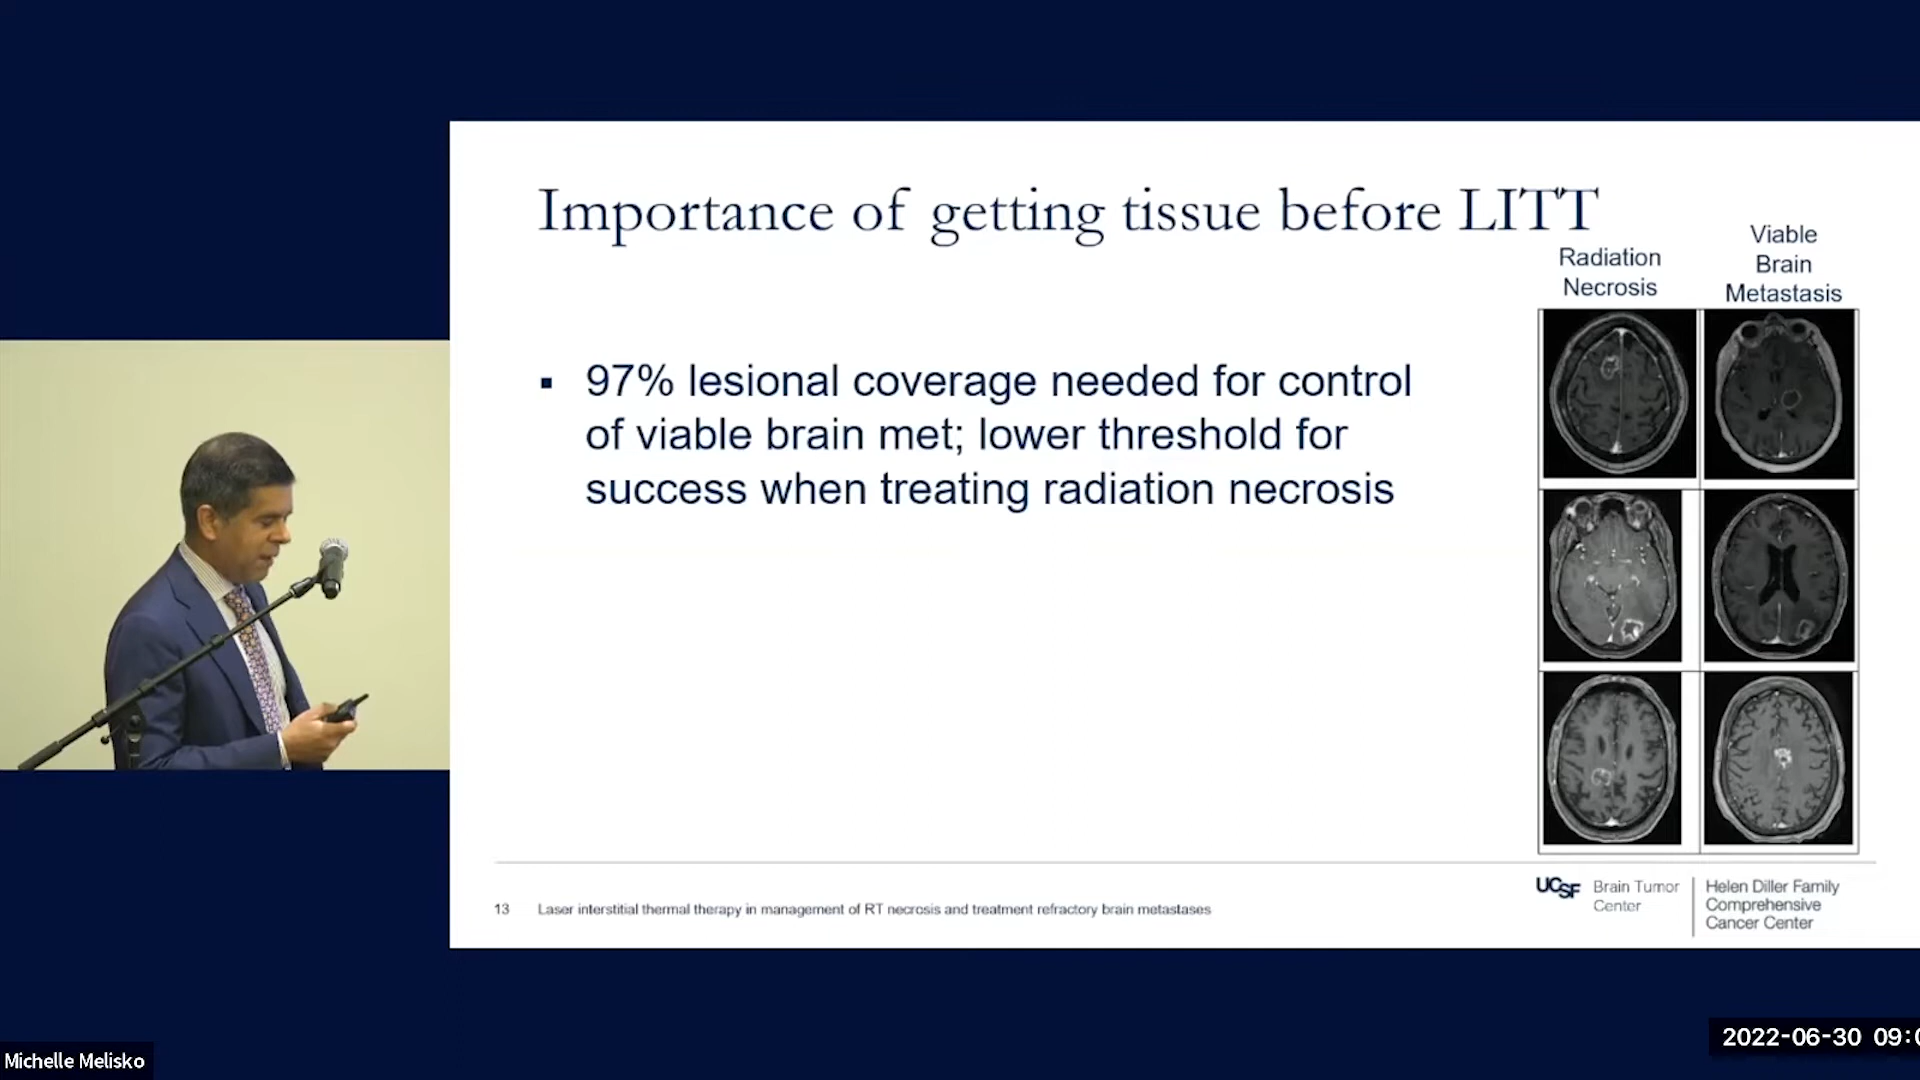 Importance of getting tissue before LITT
Radiation
Necrosis
Viable
Brain
Metastasis
▪ 97% lesional coverage needed for control
of viable brain met; lower threshold for
success when treating radiation necrosis
13 Laser interstitial thermal therapy in management of RT necrosis and treatment refractory brain metastases
UCSF
Brain Tumor
Center
Helen Diller Family
Comprehensive
Cancer Center
Michelle Melisko
2022-06-30 09:0